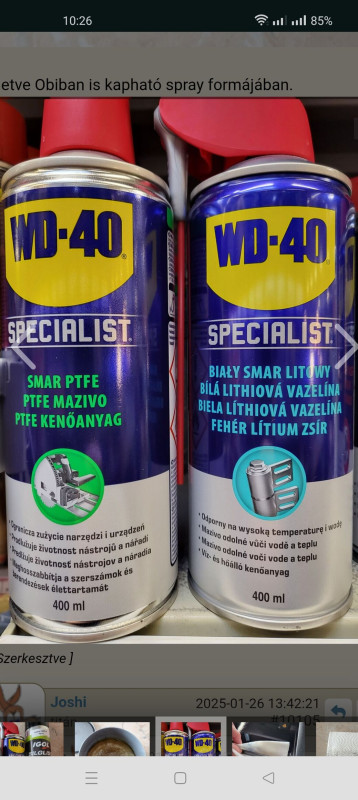 10:26
85%
etve Obiban is kapható spray formájában.
WD-40
SPECIALIST
SMAR PTFE
PTFE MAZIVO
PTFE KENŐANYAG
Ogranicza zużycie narzędzi i urządzeń
Predlužuje životnost nástrojů a nářadí
Predlžuje životnosť nástrojov a náradia
Meghosszabbítja a szerszámok és
berendezések élettartamát
400 ml
WD-40
SPECIALIST
BIAŁY SMAR LITOWY
BÍLÁ LITHIOVÁ VAZELÍNA
BIELA LÍTHIOVÁ VAZELÍNA
FEHÉR LÍTIUM ZSÍR
• Odporny na wysoką temperaturę i wodę
• Mazivo odolné vůči vodě a teplu
• Mazivo odolné voči vode a teplu
• Víz- és hőálló kenőanyag
400 ml
Szerkesztve ]
Joshi
2025-01-26 13:42:21
#10105